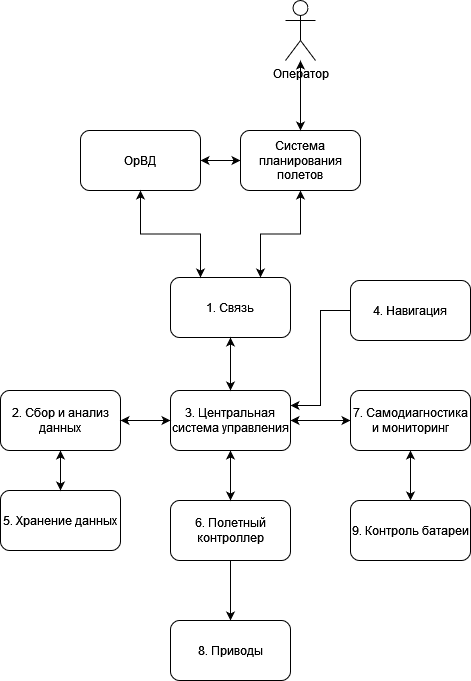 Оператор
ОрВД
Система
планирования
полетов
1. Связь
4. Навигация
2. Сбор и анализ
данных
3. Центральная
система управления
7. Самодиагностика
и мониторинг
5. Хранение данных
6. Полетный
контроллер
9. Контроль батареи
8. Приводы